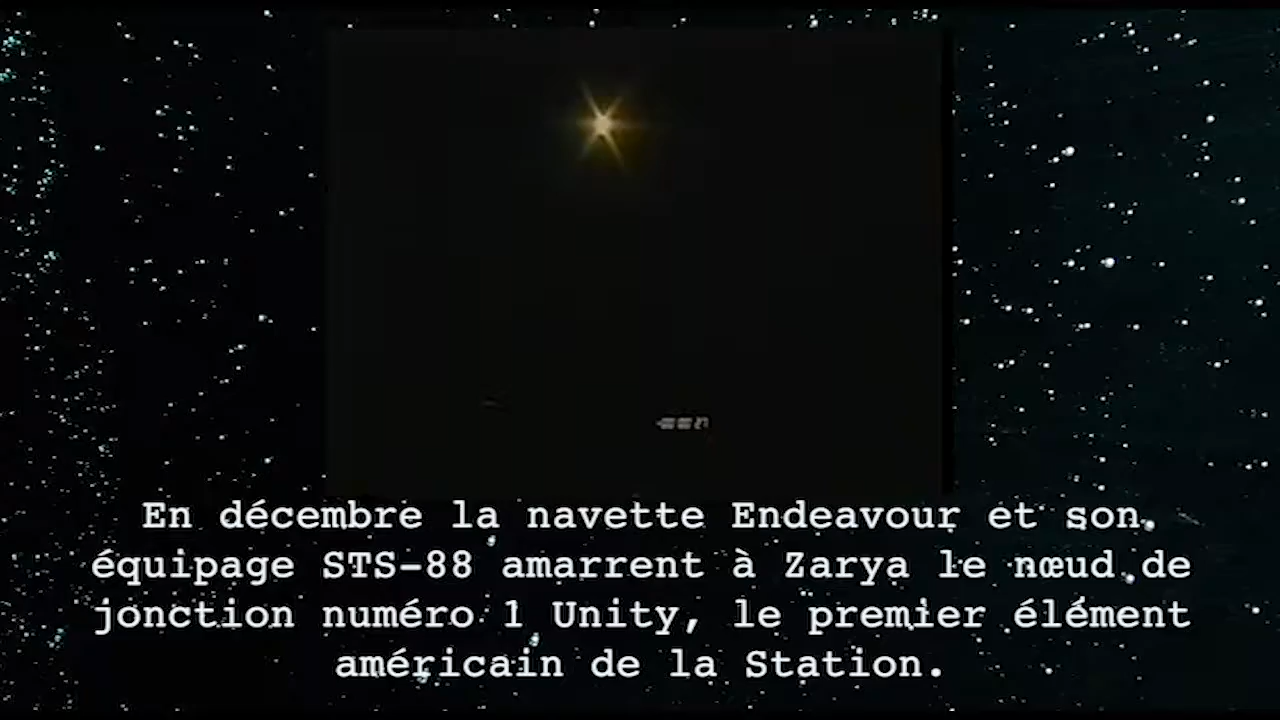 En décembre la navette Endeavour et son
équipage STS-88 amarrent à Zarya le nœud de
jonction numéro 1 Unity, le premier élément
américain de la Station.